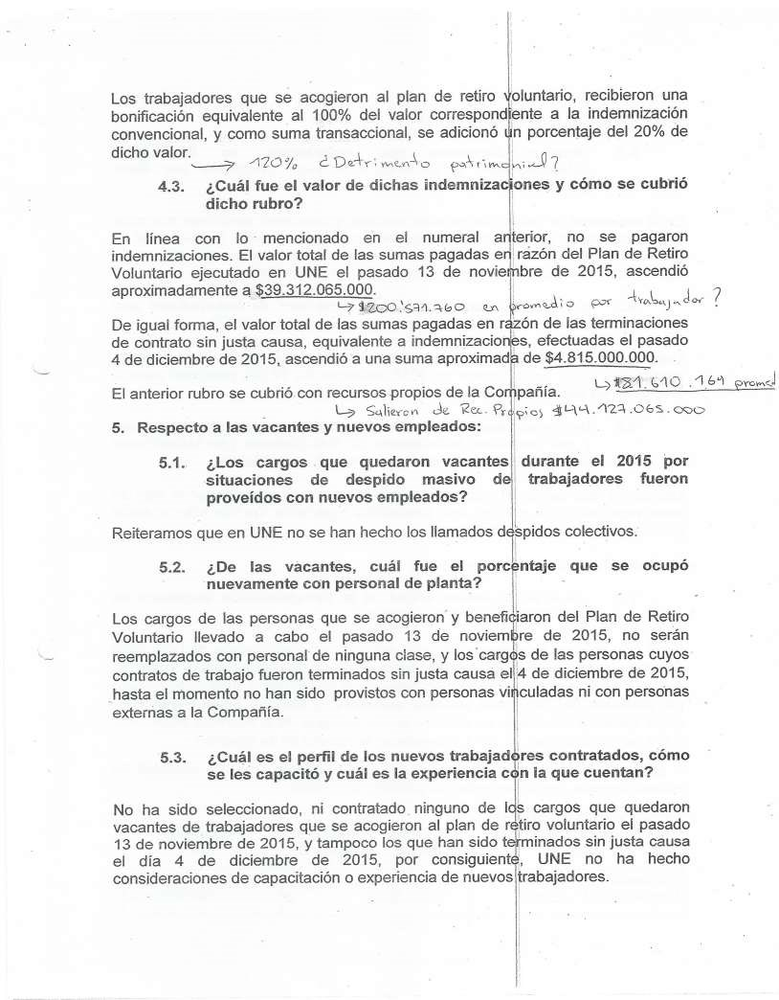 Los trabajadores que se acogieron al plan de retiro voluntario, recibieron una
bonificación equivalente al 100% del valor correspondiente a la indemnización
convencional, y como suma transaccional, se adicionó un porcentaje del 20% de
dicho valor.
→ 120% ¿Detrimento patrimonial?
4.3. ¿Cuál fue el valor de dichas indemnizaciones y cómo se cubrió
dicho rubro?
En línea con lo mencionado en el numeral anterior, no se pagaron
indemnizaciones. El valor total de las sumas pagadas en razón del Plan de Retiro
Voluntario ejecutado en UNE el pasado 13 de noviembre de 2015, ascendió
aproximadamente a $39.312.065.000.
↳ $200.'571.760 en promedio por trabajador?
De igual forma, el valor total de las sumas pagadas en razón de las terminaciones
de contrato sin justa causa, equivalente a indemnizaciones, efectuadas el pasado
4 de diciembre de 2015, ascendió a una suma aproximada de $4.815.000.000.
↳ $81.610.169 promed
El anterior rubro se cubrió con recursos propios de la Compañía.
↳ Salieron de Rec. Propios $44.127.065.000
5. Respecto a las vacantes y nuevos empleados:
5.1. ¿Los cargos que quedaron vacantes durante el 2015 por
situaciones de despido masivo de trabajadores fueron
proveídos con nuevos empleados?
Reiteramos que en UNE no se han hecho los llamados despidos colectivos.
5.2. ¿De las vacantes, cuál fue el porcentaje que se ocupó
nuevamente con personal de planta?
Los cargos de las personas que se acogieron y beneficiaron del Plan de Retiro
Voluntario llevado a cabo el pasado 13 de noviembre de 2015, no serán
reemplazados con personal de ninguna clase, y los cargos de las personas cuyos
contratos de trabajo fueron terminados sin justa causa el 4 de diciembre de 2015,
hasta el momento no han sido provistos con personas vinculadas ni con personas
externas a la Compañía.
5.3. ¿Cuál es el perfil de los nuevos trabajadores contratados, cómo
se les capacitó y cuál es la experiencia con la que cuentan?
No ha sido seleccionado, ni contratado ninguno de los cargos que quedaron
vacantes de trabajadores que se acogieron al plan de retiro voluntario el pasado
13 de noviembre de 2015, y tampoco los que han sido terminados sin justa causa
el día 4 de diciembre de 2015, por consiguiente, UNE no ha hecho
consideraciones de capacitación o experiencia de nuevos trabajadores.